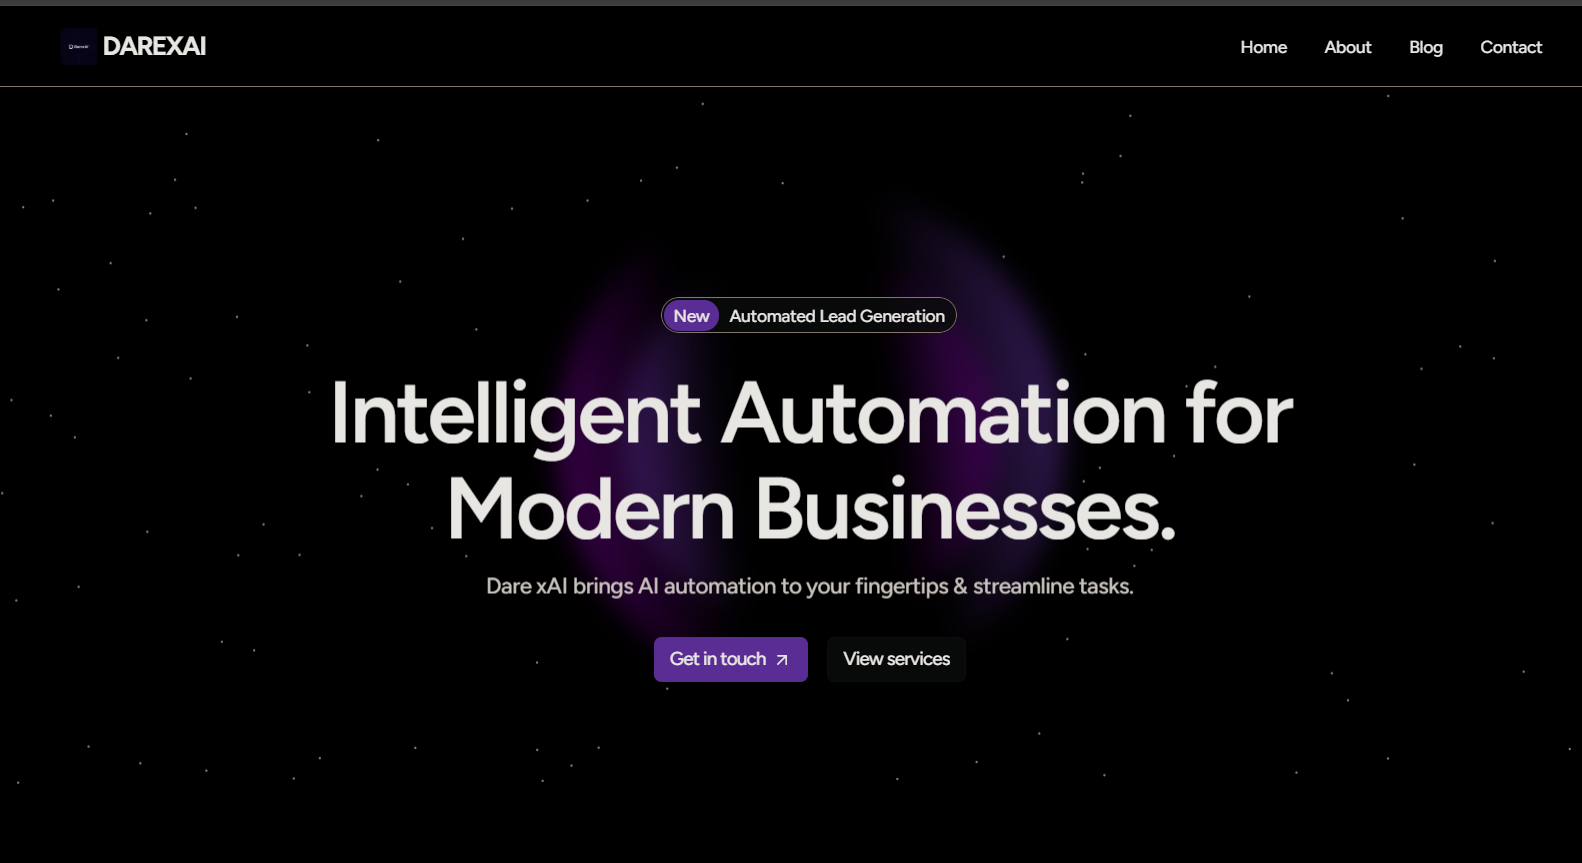 DAREXAI
Home About Blog Contact
New Automated Lead Generation
Intelligent Automation for
Modern Businesses.
Dare xAI brings AI automation to your fingertips & streamline tasks.
Get in touch View services